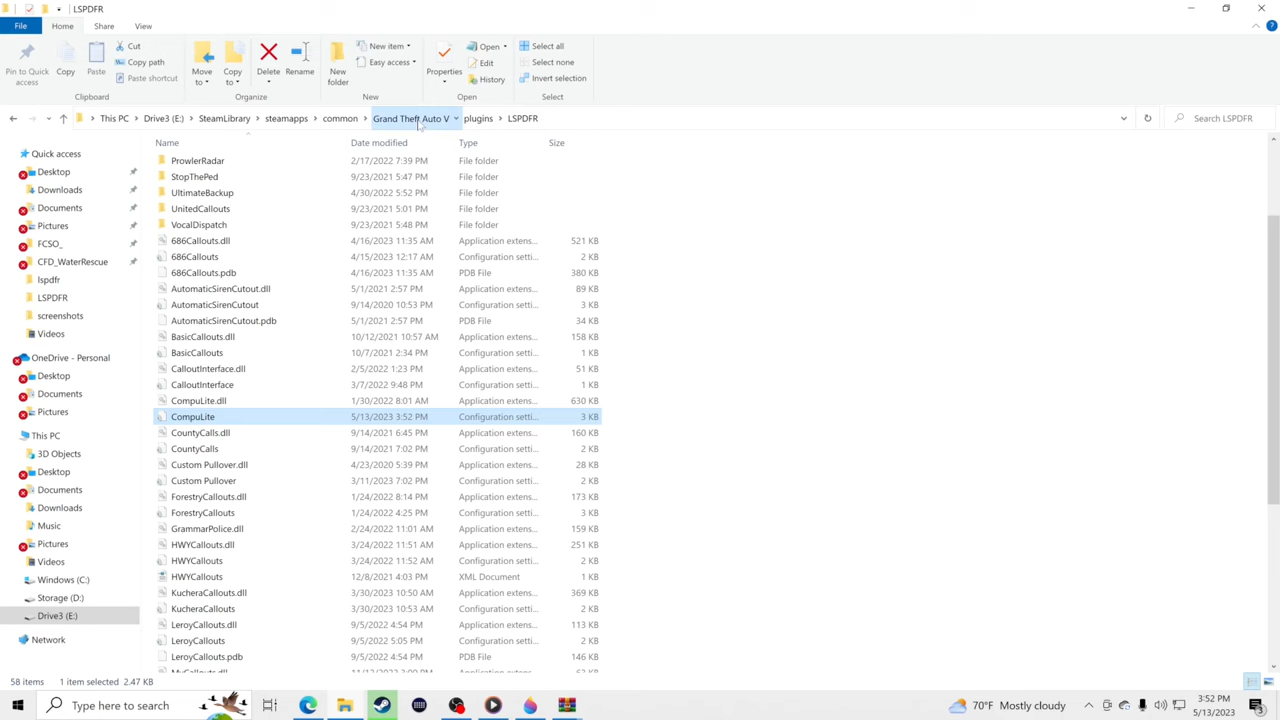 LSPDFR
File Home Share View
Pin to Quick access
Copy
Paste
Cut
Copy path
Paste shortcut
Clipboard
Move to
Copy to
Delete
Rename
Organize
New folder
New item
Easy access
New
Properties
Open
Edit
History
Open
Select all
Select none
Invert selection
Select
This PC > Drive3 (E:) > SteamLibrary > steamapps > common > Grand Theft Auto V plugins > LSPDFR
Search LSPDFR
Name Date modified Type Size
Quick access
Desktop
Downloads
Documents
Pictures
FCSO_
CFD_WaterRescue
lspdfr
LSPDFR
screenshots
Videos
OneDrive - Personal
Desktop
Documents
Pictures
This PC
3D Objects
Desktop
Documents
Downloads
Music
Pictures
Videos
Windows (C:)
Storage (D:)
Drive3 (E:)
Network
ProwlerRadar 2/17/2022 7:39 PM File folder
StopThePed 9/23/2021 5:47 PM File folder
UltimateBackup 4/30/2022 5:52 PM File folder
UnitedCallouts 9/23/2021 5:01 PM File folder
VocalDispatch 9/23/2021 5:48 PM File folder
686Callouts.dll 4/16/2023 11:35 AM Application extens... 521 KB
686Callouts 4/15/2023 12:17 AM Configuration setti... 2 KB
686Callouts.pdb 4/16/2023 11:35 AM PDB File 380 KB
AutomaticSirenCutout.dll 5/1/2021 2:57 PM Application extens... 89 KB
AutomaticSirenCutout 9/14/2020 10:53 PM Configuration setti... 3 KB
AutomaticSirenCutout.pdb 5/1/2021 2:57 PM PDB File 34 KB
BasicCallouts.dll 10/12/2021 10:57 AM Application extens... 158 KB
BasicCallouts 10/7/2021 2:34 PM Configuration setti... 1 KB
CalloutInterface.dll 2/5/2022 1:23 PM Application extens... 51 KB
CalloutInterface 3/7/2022 9:48 PM Configuration setti... 1 KB
CompuLite.dll 1/30/2022 8:01 AM Application extens... 630 KB
CompuLite 5/13/2023 3:52 PM Configuration setti... 3 KB
CountyCalls.dll 9/14/2021 6:45 PM Application extens... 160 KB
CountyCalls 9/14/2021 7:02 PM Configuration setti... 2 KB
Custom Pullover.dll 4/23/2020 5:39 PM Application extens... 28 KB
Custom Pullover 3/11/2023 7:02 PM Configuration setti... 2 KB
ForestryCallouts.dll 1/24/2022 8:14 PM Application extens... 173 KB
ForestryCallouts 1/24/2022 4:25 PM Configuration setti... 3 KB
GrammarPolice.dll 2/24/2022 11:01 AM Application extens... 159 KB
HWYCallouts.dll 3/24/2022 11:51 AM Application extens... 251 KB
HWYCallouts 3/24/2022 11:52 AM Configuration setti... 2 KB
HWYCallouts 12/8/2021 4:03 PM XML Document 1 KB
KucheraCallouts.dll 3/30/2023 10:50 AM Application extens... 369 KB
KucheraCallouts 3/30/2023 10:53 AM Configuration setti... 2 KB
LeroyCallouts.dll 9/5/2022 4:54 PM Application extens... 113 KB
LeroyCallouts 9/5/2022 5:05 PM Configuration setti... 2 KB
LeroyCallouts.pdb 9/5/2022 4:54 PM PDB File 146 KB
58 items 1 item selected 2.47 KB
Type here to search
70°F Mostly cloudy
3:52 PM
5/13/2023